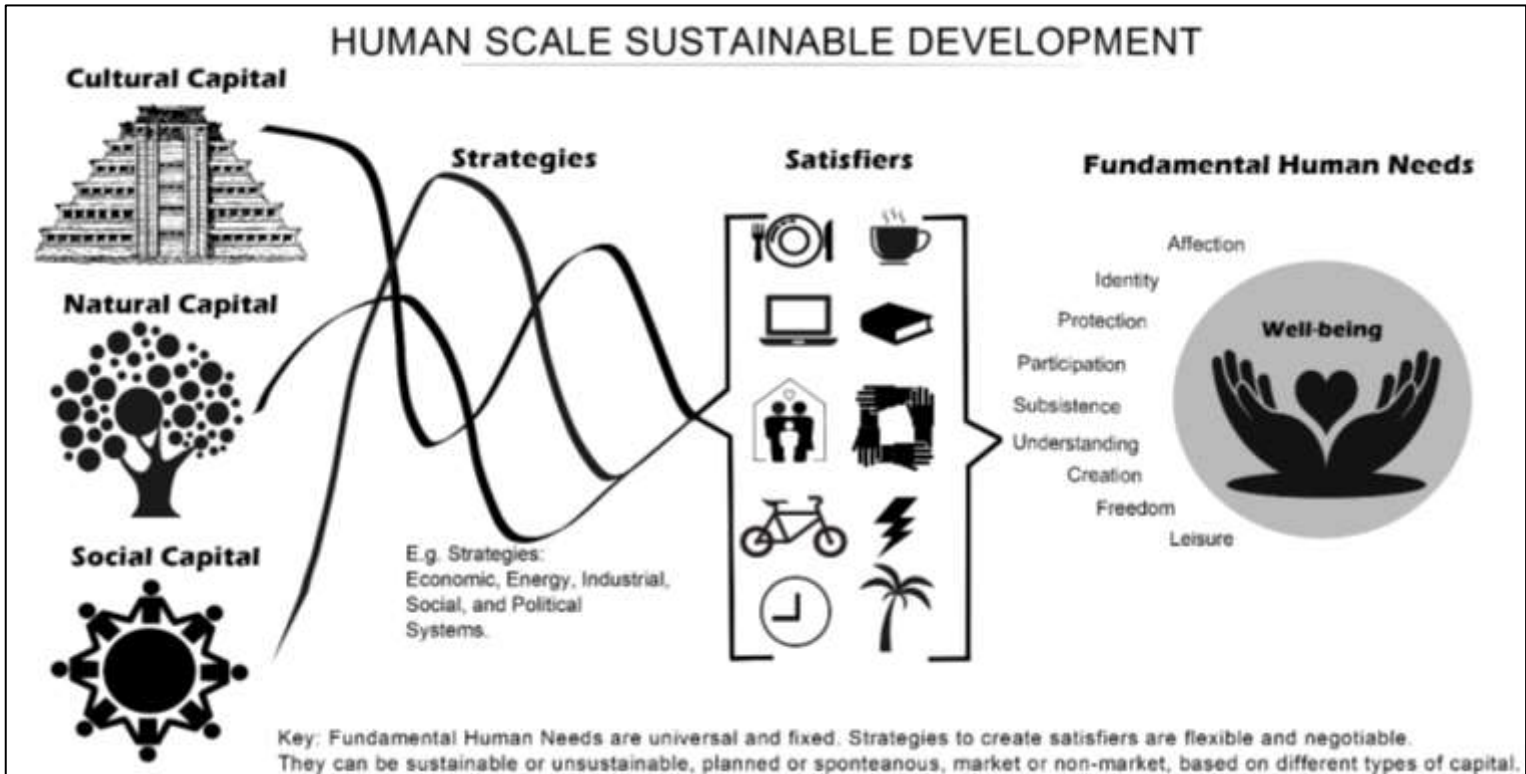 HUMAN SCALE SUSTAINABLE DEVELOPMENT
Cultural Capital
Strategies
Satisfiers
Fundamental Human Needs
Affection
Identity
Natural Capital
Protection
Well-being
Participation
Subsistence
Understanding
Creation
Freedom
Leisure
Social Capital
E.g. Strategies:
Economic, Energy, Industrial,
Social, and Political
Systems.
Key: Fundamental Human Needs are universal and fixed. Strategies to create satisfiers are flexible and negotiable.
They can be sustainable or unsustainable, planned or sponteanous, market or non-market, based on different types of capital.